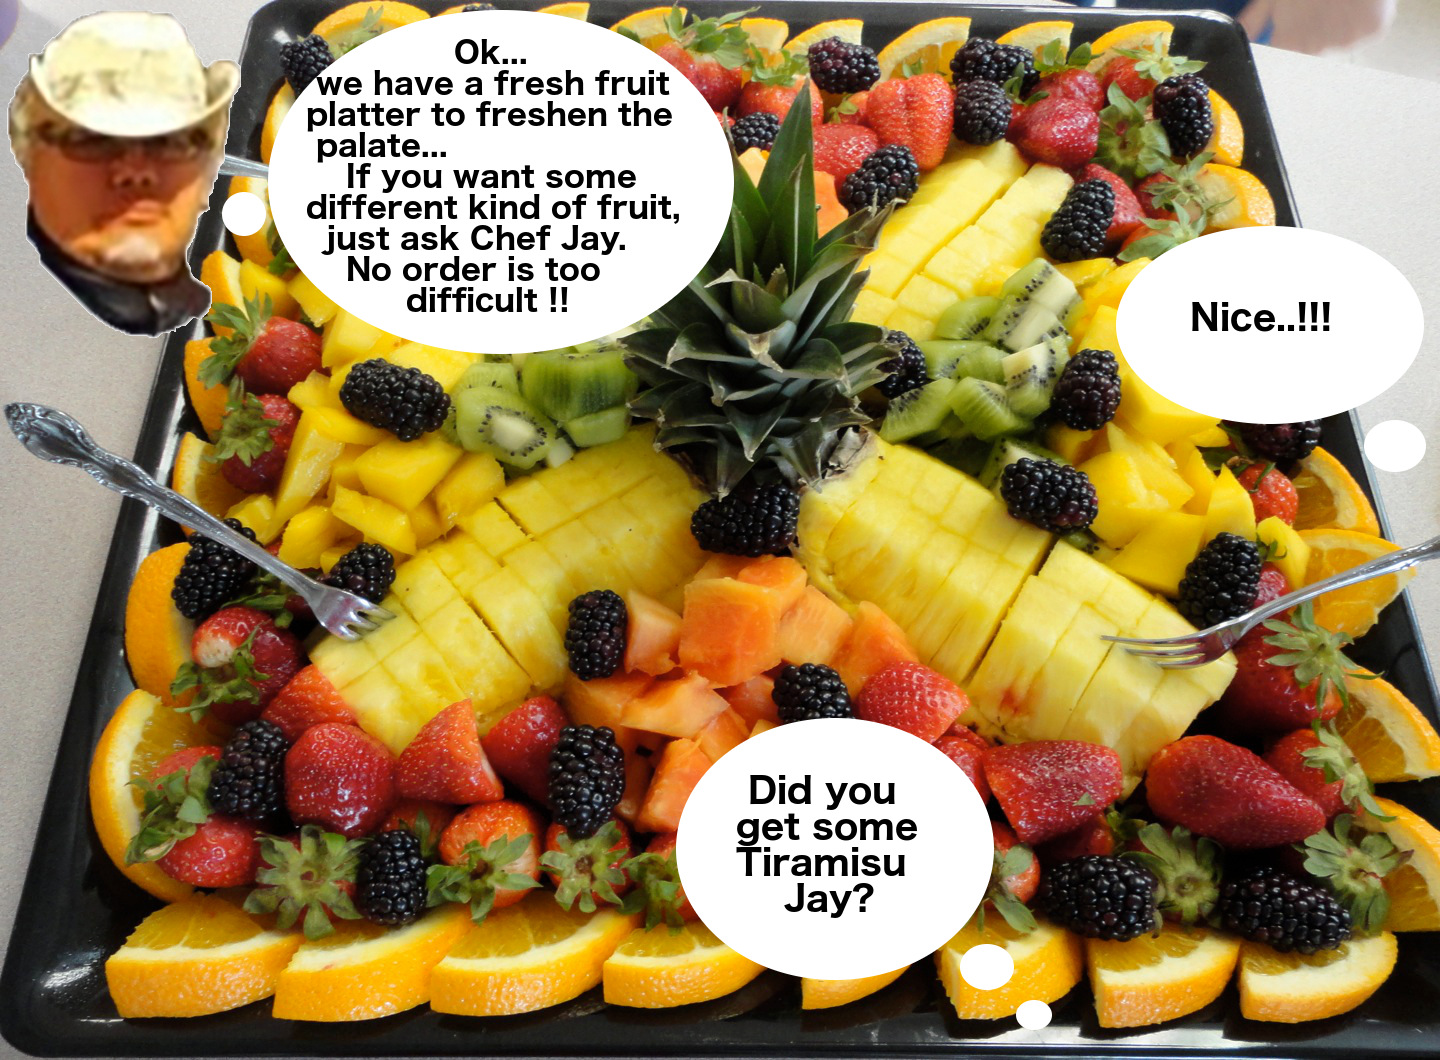 Ok...
we have a fresh fruit
platter to freshen the
palate...
If you want some
different kind of fruit,
just ask Chef Jay.
No order is too
difficult !!
Nice..!!!
Did you
get some
Tiramisu
Jay?